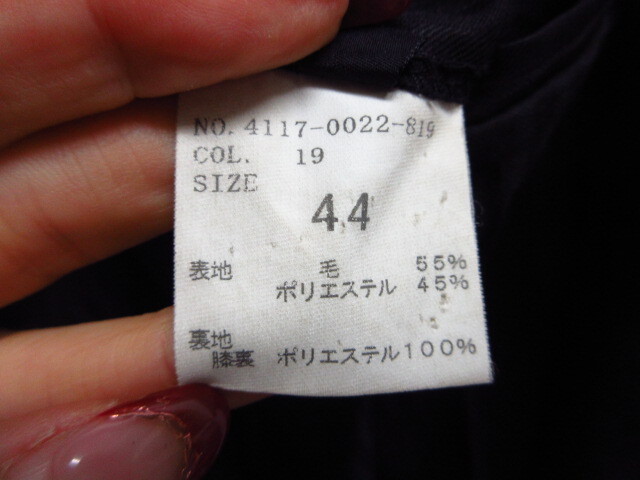 NO. 4117-0022-819
COL. 19
SIZE
44
表地 毛 55%
ポリエステル 45%
裏地
膝裏 ポリエステル100%